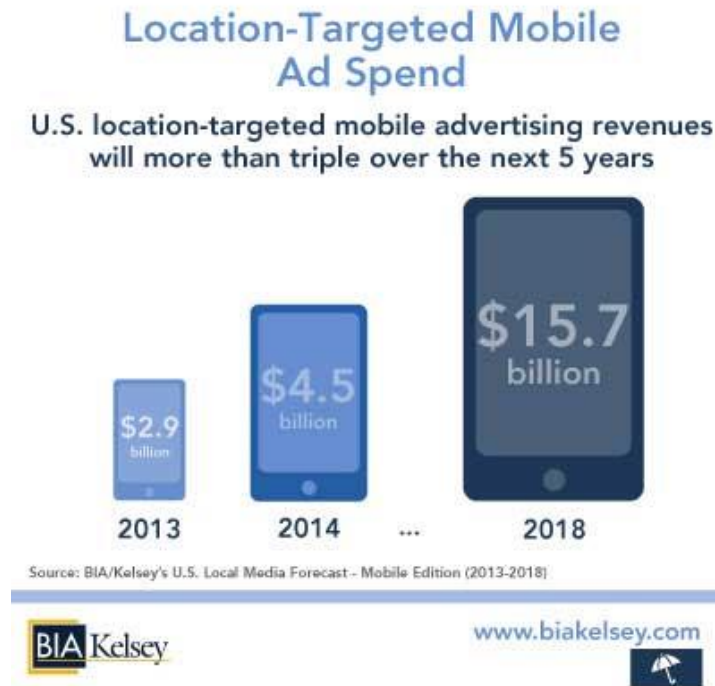 Location-Targeted Mobile
Ad Spend
U.S. location-targeted mobile advertising revenues
will more than triple over the next 5 years
$2.9
billion
$4.5
billion
$15.7
billion
2013
2014
...
2018
Source: BIA/Kelsey's U.S. Local Media Forecast - Mobile Edition (2013-2018)
BIA Kelsey
www.biakelsey.com